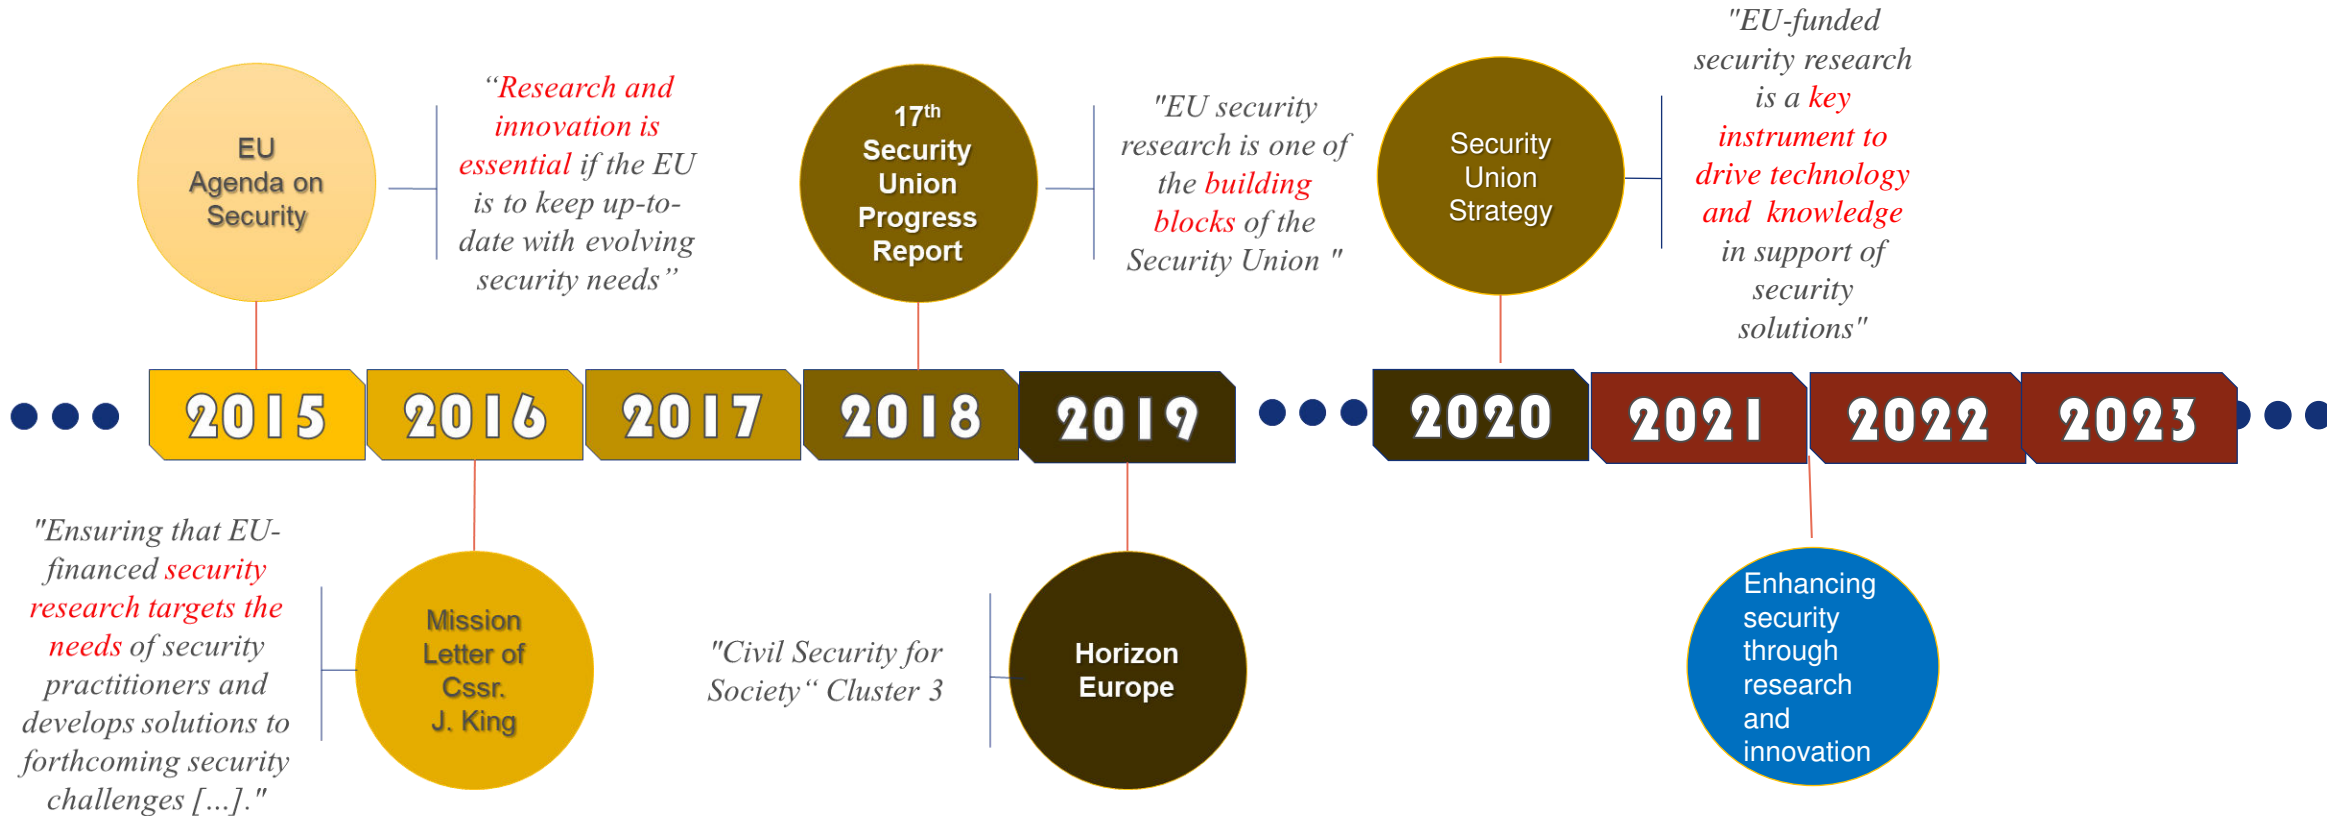 EU
Agenda on
Security
“Research and
innovation is
essential if the EU
is to keep up-to-
date with evolving
security needs”
17th
Security
Union
Progress
Report
"EU security
research is one of
the building
blocks of the
Security Union "
Security
Union
Strategy
"EU-funded
security research
is a key
instrument to
drive technology
and knowledge
in support of
security
solutions"
2015
2016
2017
2018
2019
2020
2021
2022
2023
"Ensuring that EU-
financed security
research targets the
needs of security
practitioners and
develops solutions to
forthcoming security
challenges [...]."
Mission
Letter of
Cssr.
J. King
"Civil Security for
Society“ Cluster 3
Horizon
Europe
Enhancing
security
through
research
and
innovation